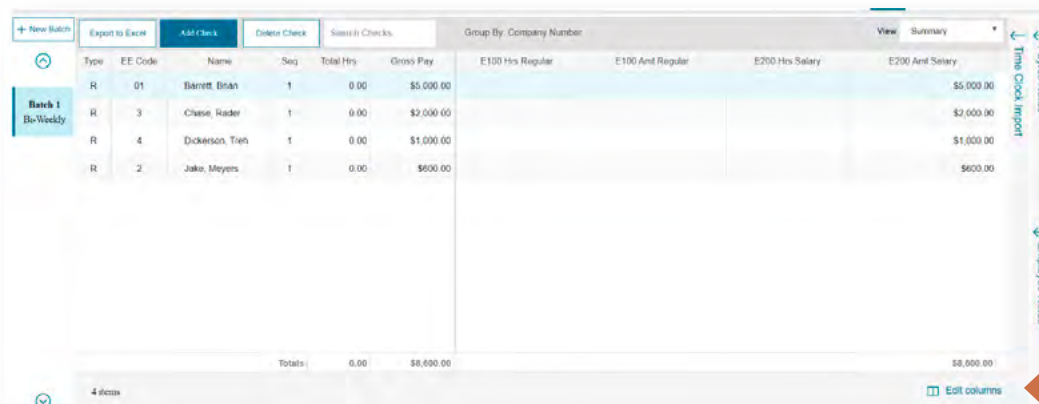 + New Batch
Export to Excel
Add Check
Delete Check
Search Checks
Group By: Company Number
View Summary
Type EE Code Name Seq Total Hrs Gross Pay E100 Hrs Regular E100 Amt Regular E200 Hrs Salary E200 Amt Salary
Batch 1
Bi-Weekly
R 01 Barrett, Brian 1 0.00 $5,000.00 $5,000.00
R 3 Chase, Rader 1 0.00 $2,000.00 $2,000.00
R 4 Dickerson, 1 0.00 $1,000.00 $1,000.00
R 2 Jake, Meyers 1 0.00 $600.00 $600.00
Totals 0.00 $8,600.00 $8,600.00
4 items
Edit columns
Time Clock Import